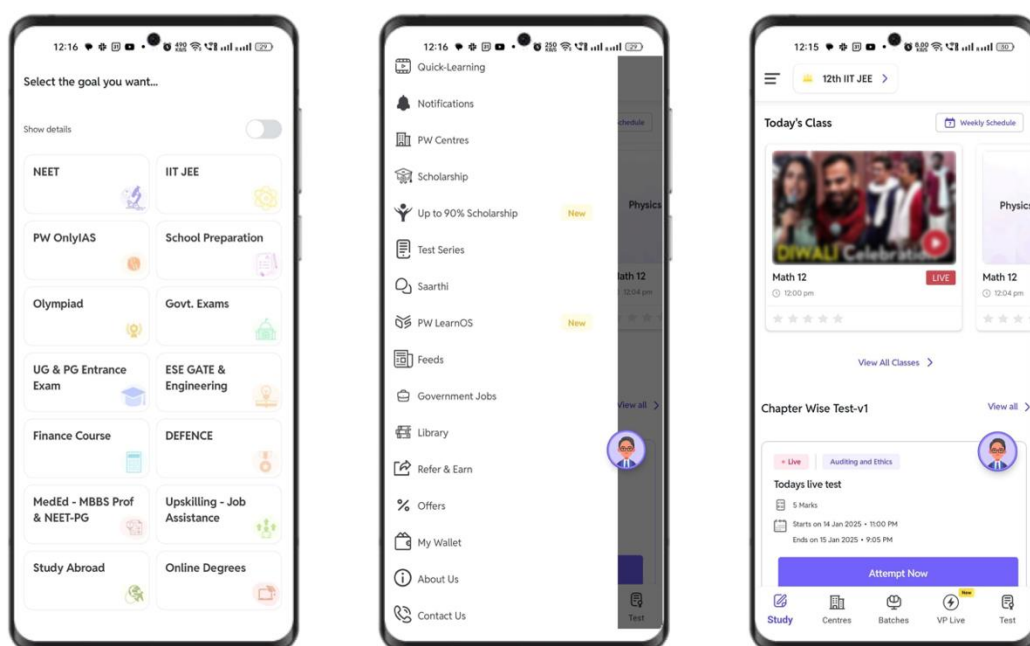 12:16
29
Select the goal you want...
Show details
NEET
IIT JEE
PW OnlyIAS
School Preparation
Olympiad
Govt. Exams
UG & PG Entrance
Exam
ESE GATE &
Engineering
Finance Course
DEFENCE
MedEd - MBBS Prof
& NEET-PG
Upskilling - Job
Assistance
Study Abroad
Online Degrees
12:16
29
Quick-Learning
Notifications
PW Centres
Scholarship
Up to 90% Scholarship
New
Test Series
Saarthi
PW LearnOS
New
Feeds
Government Jobs
Library
Refer & Earn
Offers
My Wallet
About Us
Contact Us
chedule
Physics
lath 12
12:04 pm
View all >
Test
12:15
30
12th IIT JEE >
Today's Class
Weekly Schedule
DIWALI Celebration
Math 12
LIVE
12:00 pm
Physics
Math 12
12:04 pm
View All Classes >
Chapter Wise Test-v1
View all >
Live
Auditing and Ethics
Todays live test
5 Marks
Starts on 14 Jan 2025 • 11:00 PM
Ends on 15 Jan 2025 • 9:05 PM
Attempt Now
Study
Centres
Batches
New
VP Live
Test